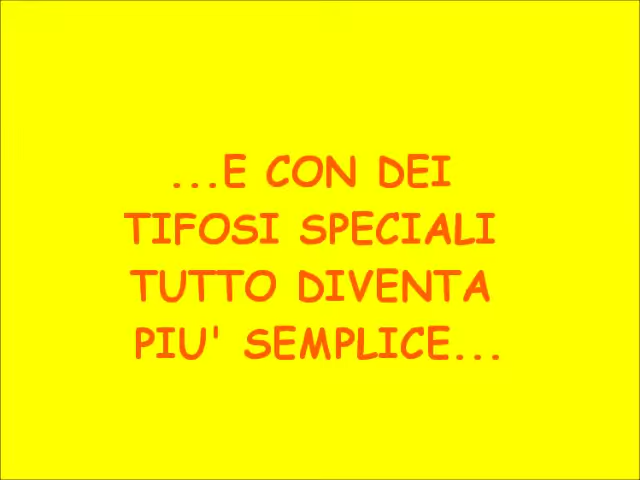 ...E CON DEI
TIFOSI SPECIALI
TUTTO DIVENTA
PIU' SEMPLICE...